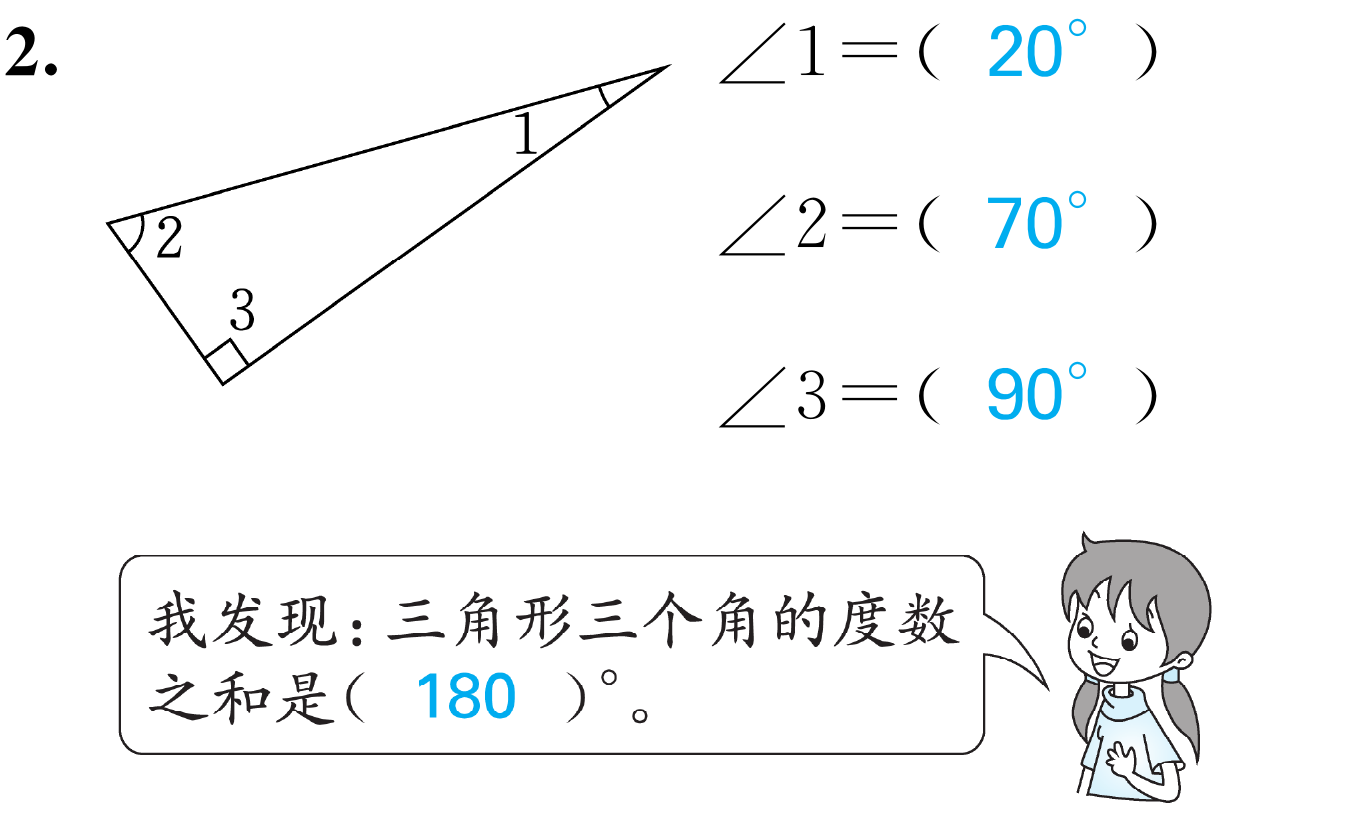 2.
∠1=( 20° )
1
2
∠2=( 70° )
3
∠3=( 90° )
我发现:三角形三个角的度数
之和是( 180 )°。